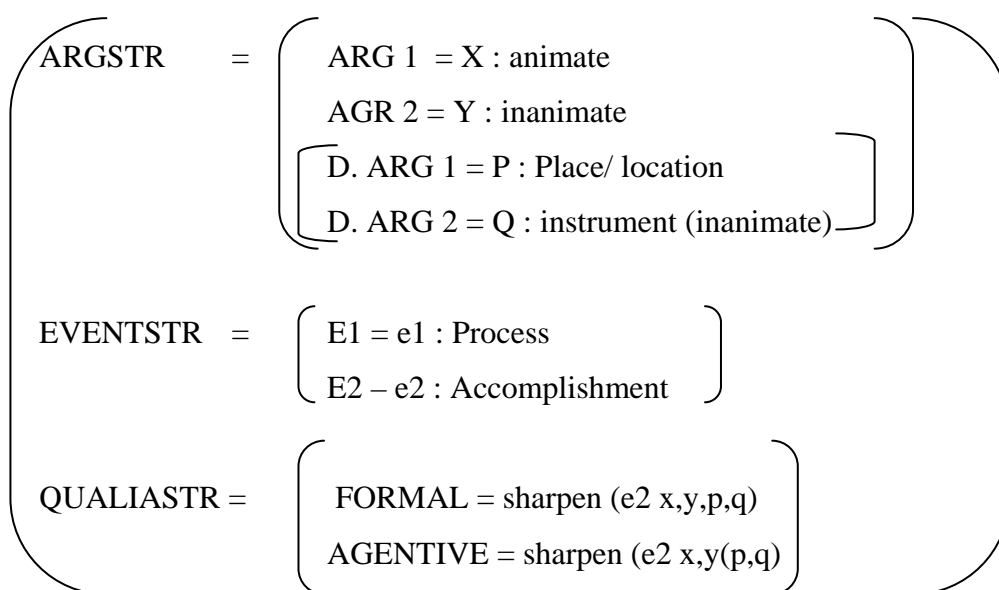 ARGSTR = ARG 1 = X : animate
AGR 2 = Y : inanimate
D. ARG 1 = P : Place/ location
D. ARG 2 = Q : instrument (inanimate)
EVENTSTR = E1 = e1 : Process
E2 – e2 : Accomplishment
QUALIASTR = FORMAL = sharpen (e2 x,y,p,q)
AGENTIVE = sharpen (e2 x,y(p,q)